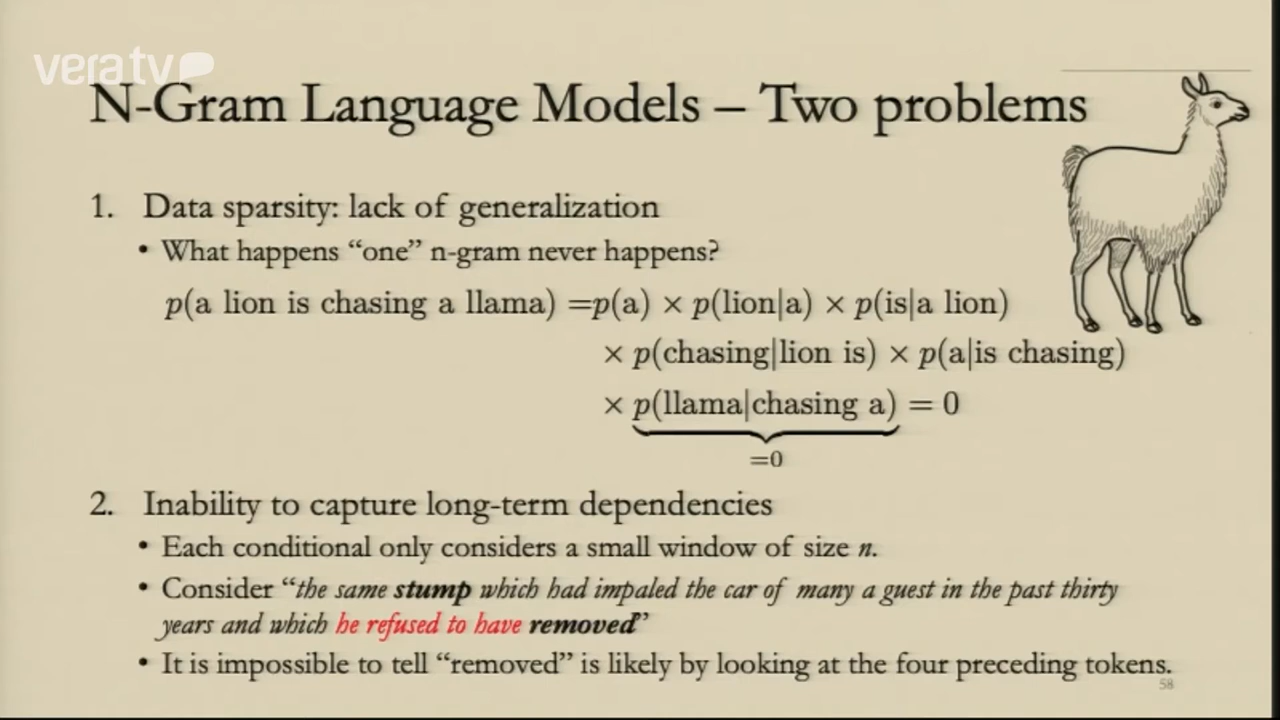 vera tv
N-Gram Language Models – Two problems
1. Data sparsity: lack of generalization
• What happens “one” n-gram never happens?
p(a lion is chasing a llama) =p(a) × p(lion|a) × p(is|a lion)
× p(chasing|lion is) × p(a|is chasing)
× p(llama|chasing a) = 0
=0
2. Inability to capture long-term dependencies
• Each conditional only considers a small window of size n.
• Consider “the same stump which had impaled the car of many a guest in the past thirty
years and which he refused to have removed”
• It is impossible to tell “removed” is likely by looking at the four preceding tokens.
58